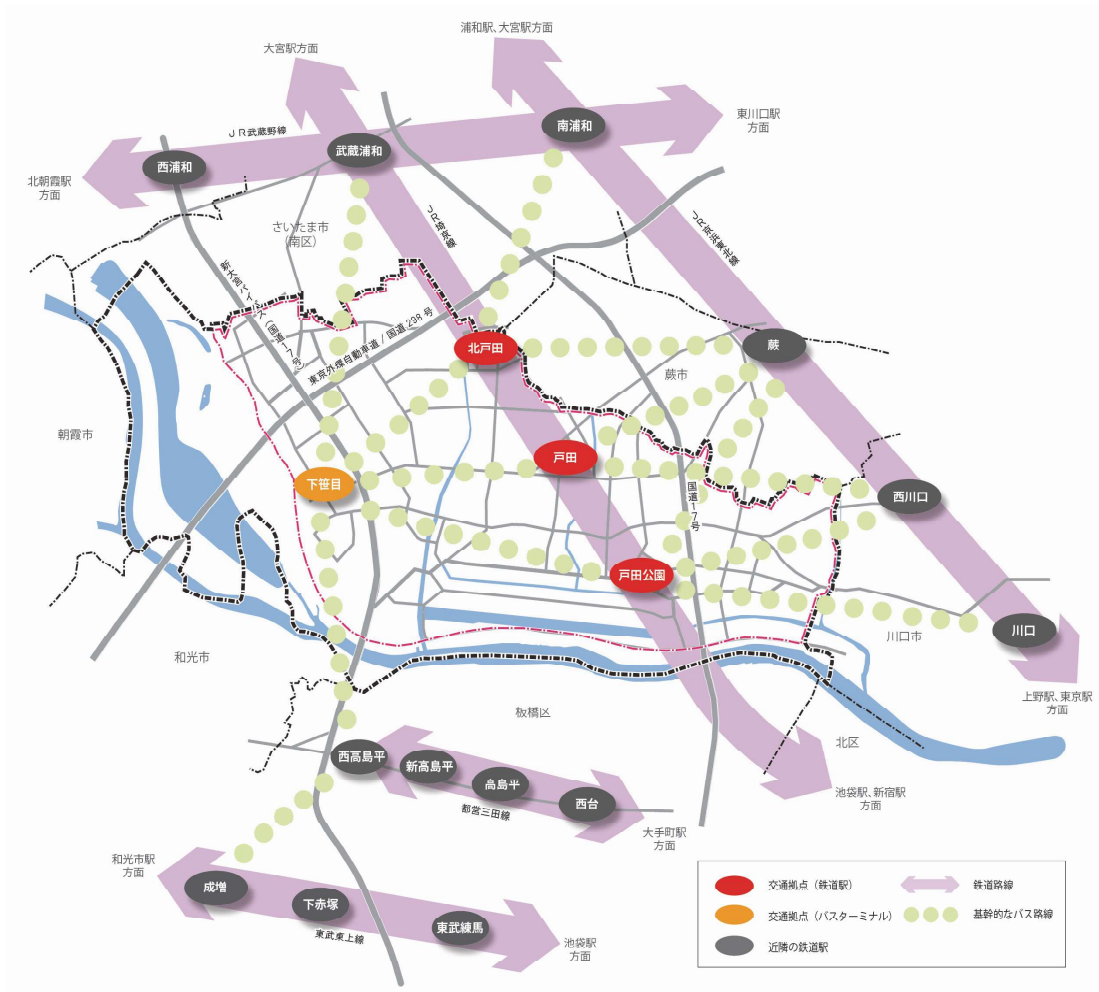 浦和駅、大宮駅方面
大宮駅方面
東川口駅
方面
南浦和
JR武蔵野線
武蔵浦和
西浦和
北朝霞駅
方面
さいたま市
(南区)
JR埼京線
JR京浜東北線
新大宮バイパス(国道17号)
東京外環自動車道/国道298号
北戸田
蕨
蕨市
朝霞市
戸田
下笹目
国道17号
西川口
戸田公園
川口市
川口
和光市
上野駅、東京駅
方面
板橋区
北区
西高島平
新高島平
高島平
西台
都営三田線
池袋駅、新宿駅
方面
大手町駅
方面
和光市駅
方面
成増
下赤塚
東武練馬
東武東上線
池袋駅
方面
交通拠点(鉄道駅)
鉄道路線
交通拠点(バスターミナル)
基幹的なバス路線
近隣の鉄道駅